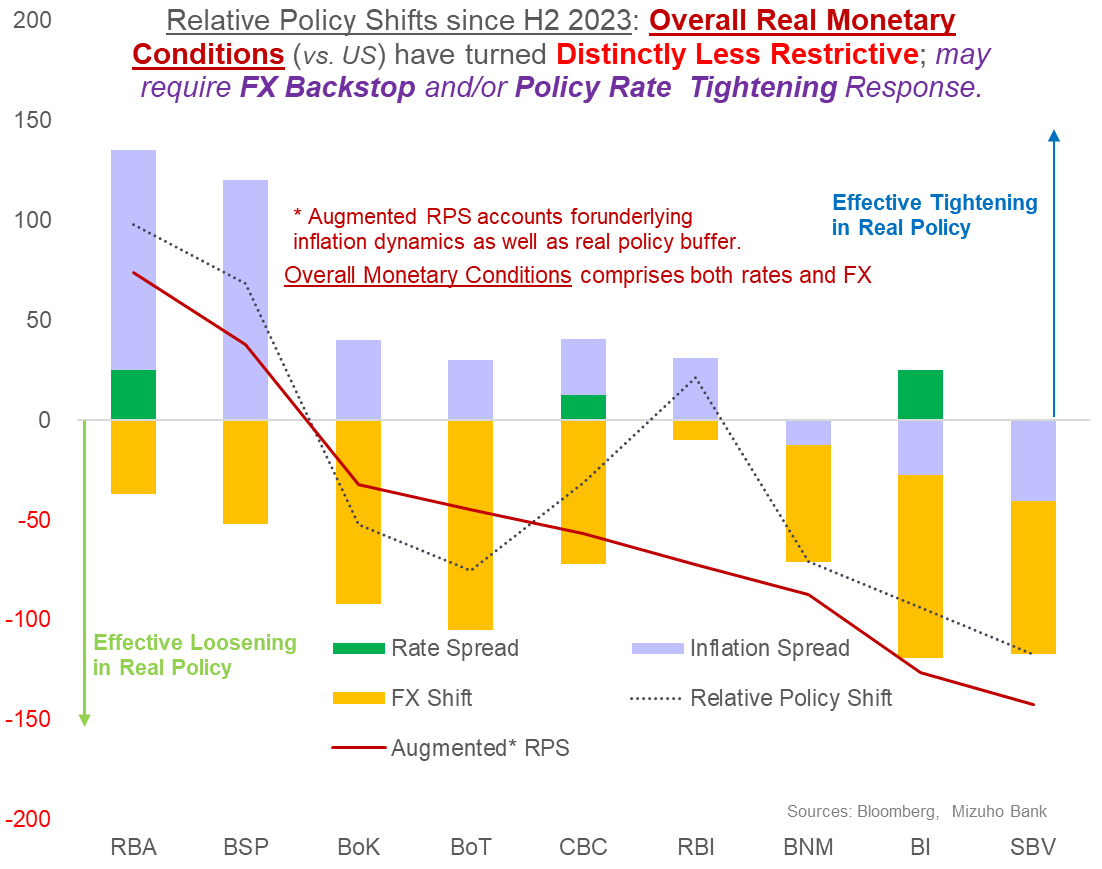 Relative Policy Shifts since H2 2023: Overall Real Monetary
Conditions (vs. US) have turned Distinctly Less Restrictive; may
require FX Backstop and/or Policy Rate Tightening Response.
200
150
100
50
0
-50
-100
-150
-200
* Augmented RPS accounts forunderlying
inflation dynamics as well as real policy buffer.
Overall Monetary Conditions comprises both rates and FX
Effective Tightening
in Real Policy
Effective Loosening
in Real Policy
Rate Spread
Inflation Spread
FX Shift
Relative Policy Shift
Augmented* RPS
Sources: Bloomberg, Mizuho Bank
RBA
BSP
BoK
BoT
CBC
RBI
BNM
BI
SBV